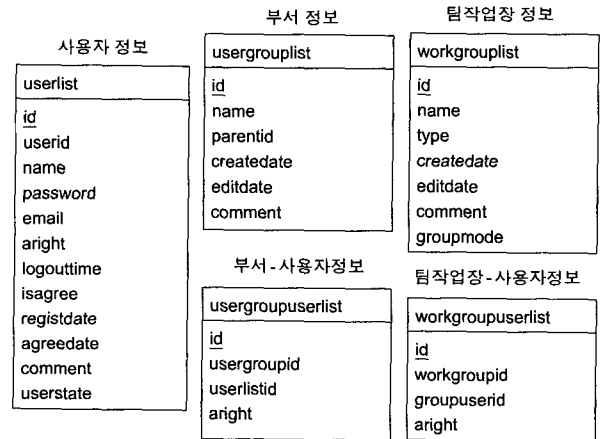 사용자 정보
userlist
id
userid
name
password
email
aright
logouttime
isagree
registdate
agreedate
comment
userstate
부서 정보
usergrouplist
id
name
parentid
createdate
editdate
comment
팀작업장 정보
workgrouplist
id
name
type
createdate
editdate
comment
groupmode
부서 - 사용자정보
usergroupuserlist
id
usergroupid
userlistid
aright
팀작업장 - 사용자정보
workgroupuserlist
id
workgroupid
groupuserid
aright